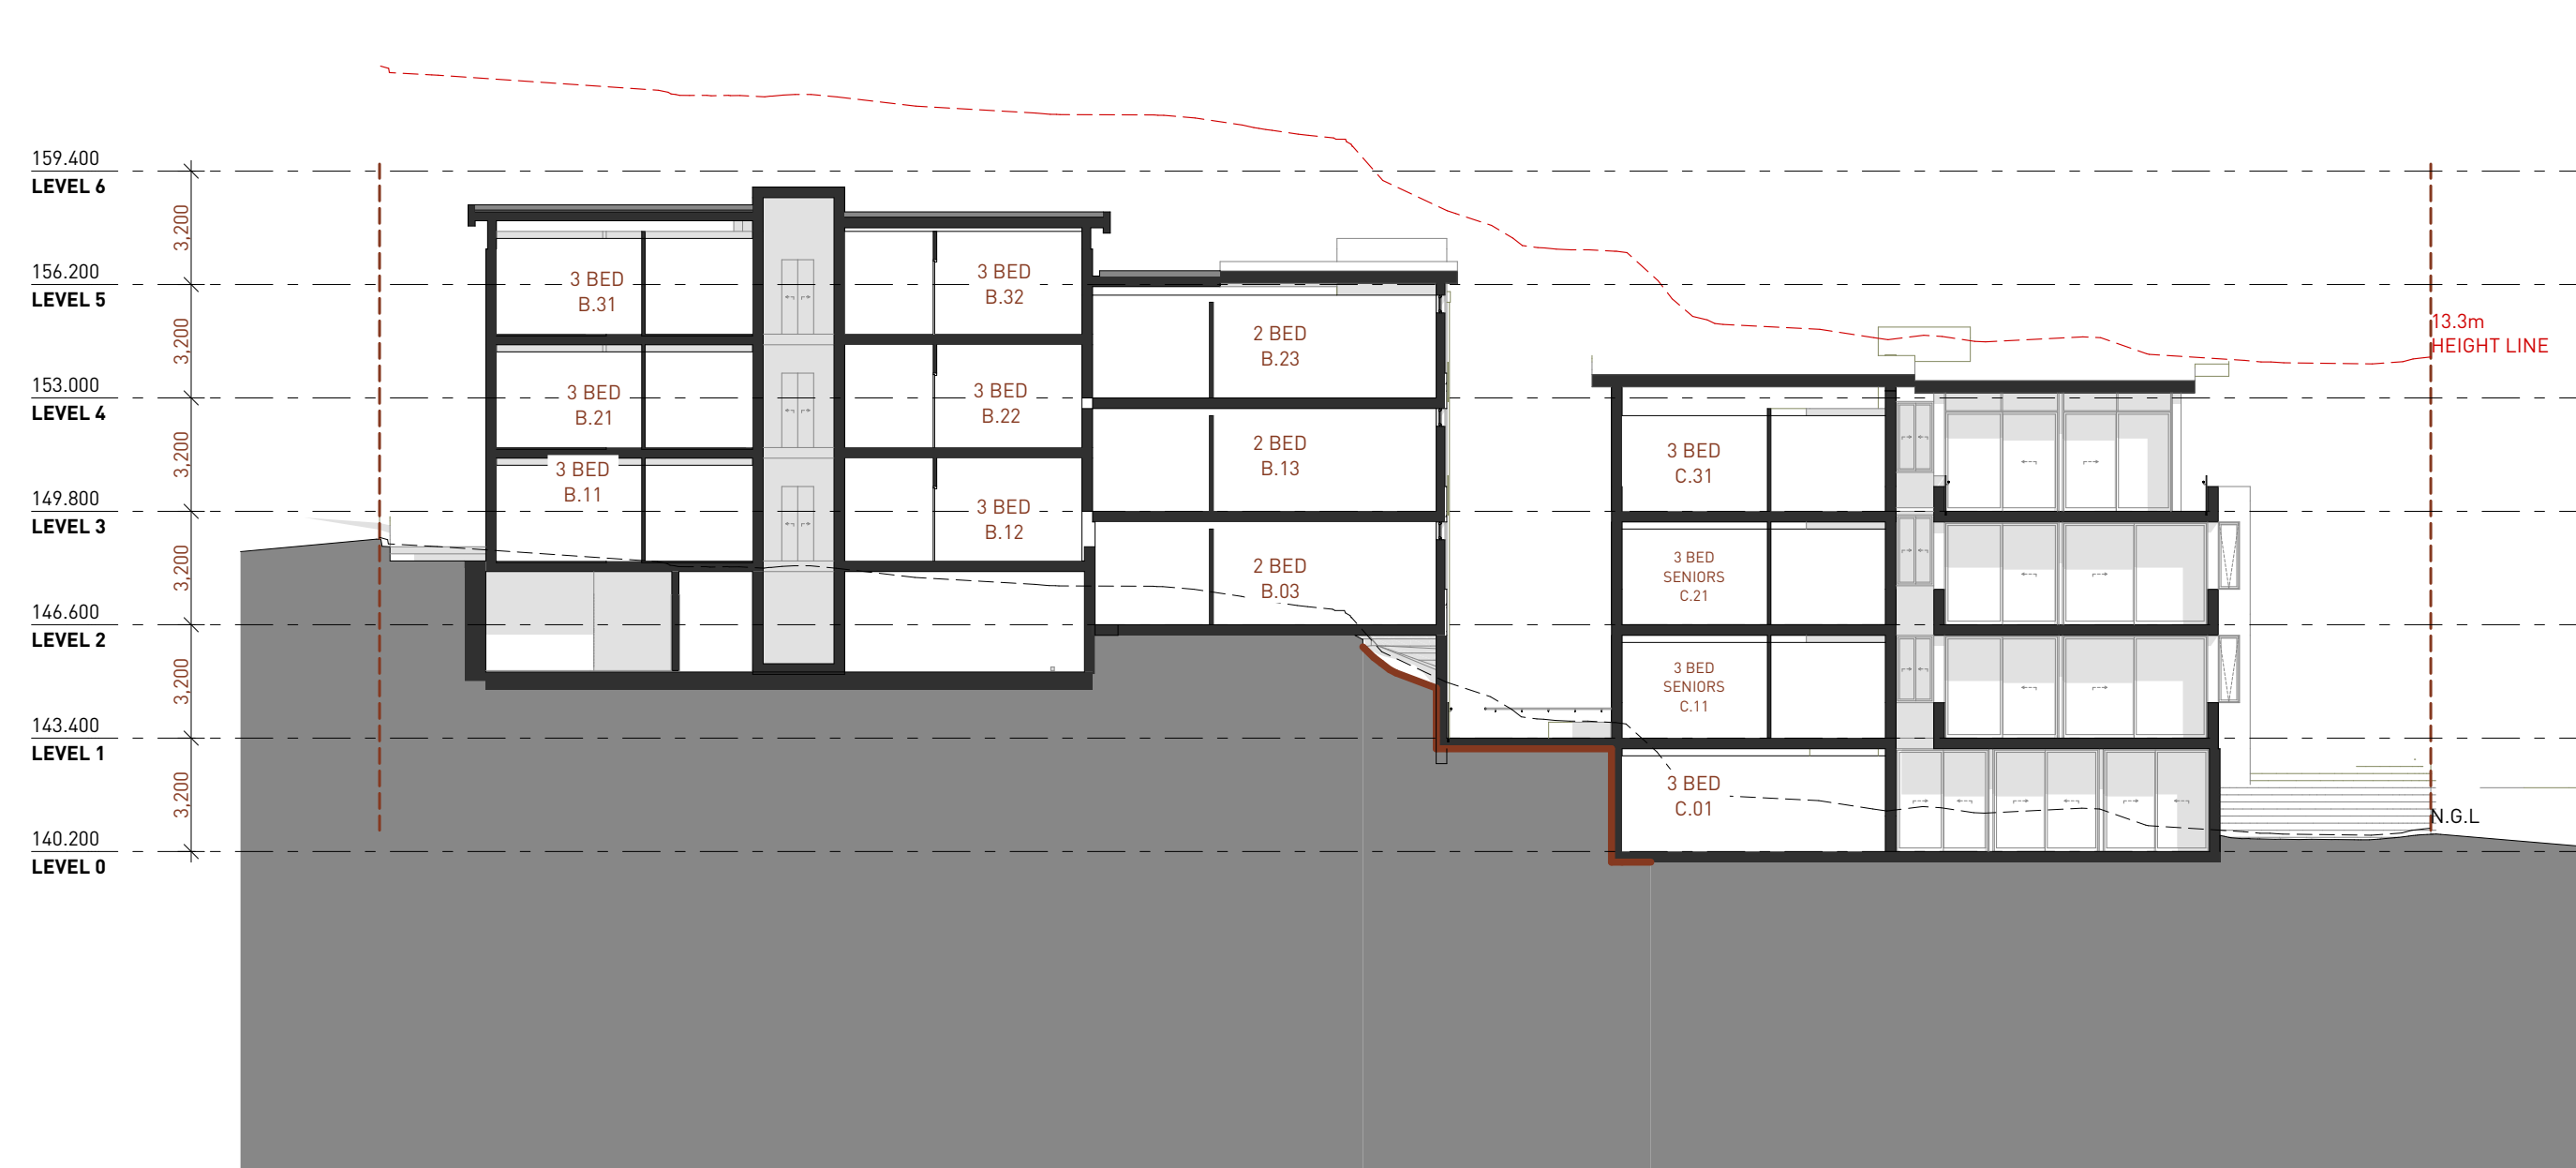 159.400
LEVEL 6
3,200
156.200
LEVEL 5
3,200
153.000
LEVEL 4
3,200
149.800
LEVEL 3
3,200
146.600
LEVEL 2
3,200
143.400
LEVEL 1
3,200
140.200
LEVEL 0
3 BED
B.31
3 BED
B.32
3 BED
B.21
3 BED
B.22
3 BED
B.11
3 BED
B.12
2 BED
B.23
2 BED
B.13
2 BED
B.03
3 BED
C.31
3 BED
SENIORS
C.21
3 BED
SENIORS
C.11
3 BED
C.01
13.3m
HEIGHT LINE
N.G.L